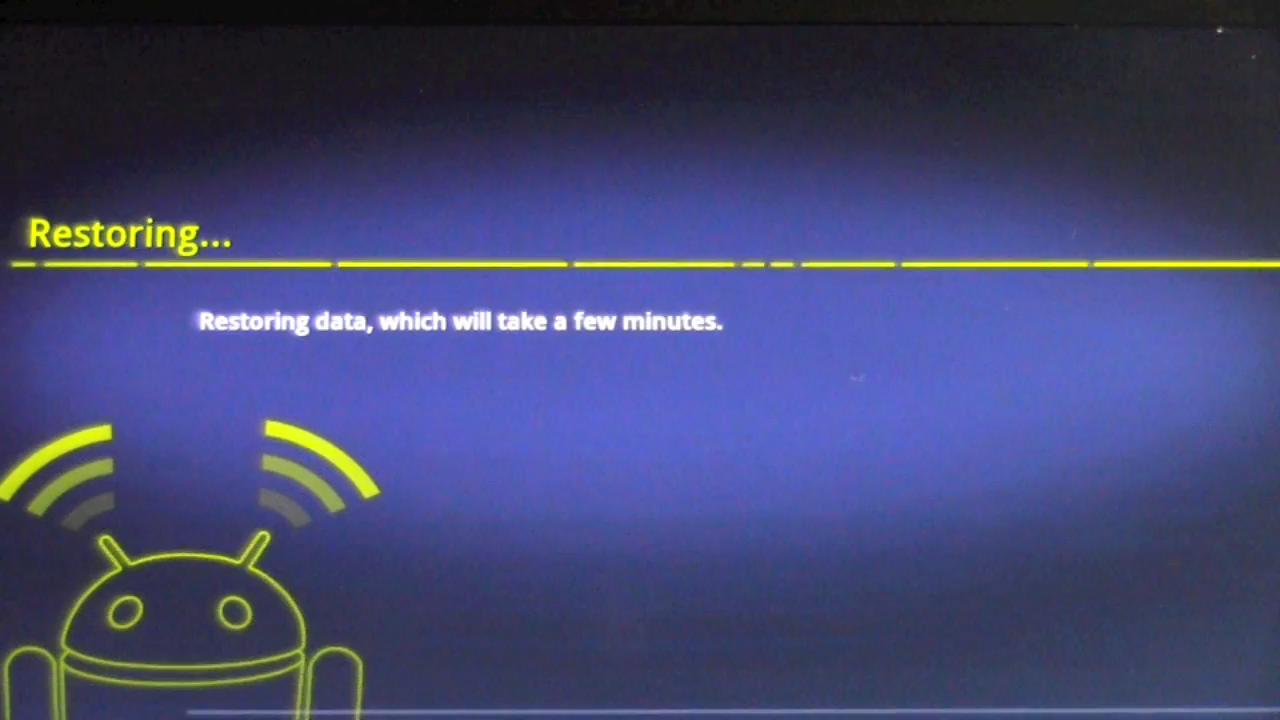 Restoring...
Restoring data, which will take a few minutes.